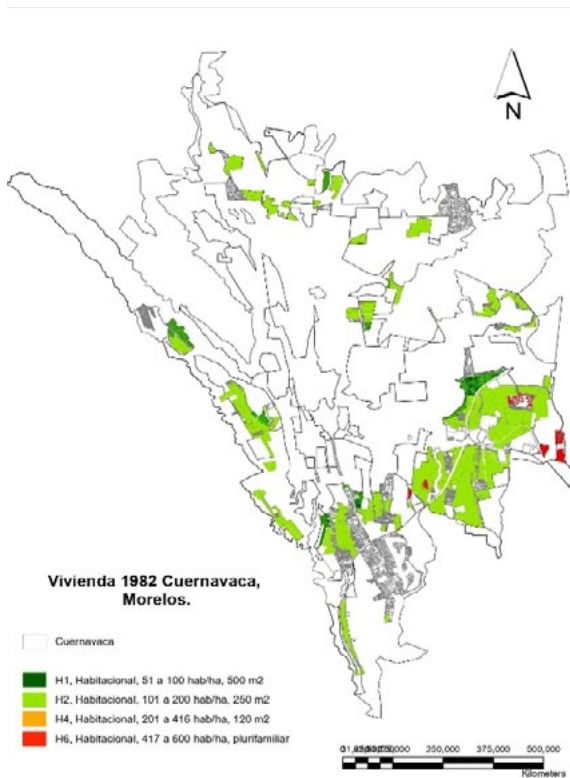 N
Vivienda 1982 Cuernavaca,
Morelos.
Cuernavaca
H1, Habitacional, 51 a 100 hab/ha, 500 m2
H2, Habitacional, 101 a 200 hab/ha, 250 m2
H4, Habitacional, 201 a 416 hab/ha, 120 m2
H6, Habitacional, 417 a 600 hab/ha, plurifamiliar
250,000 375,000 500,000
Kilometers